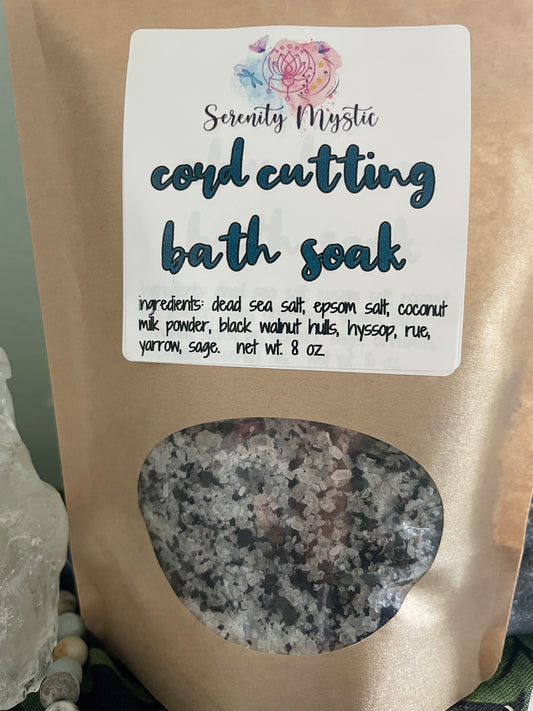 Serenity Mystic
cord cutting
bath soak
ingredients: dead sea salt, epsom salt, coconut
milk powder, black walnut hulls, hyssop, rue,
yarrow, sage. net wt. 8 oz